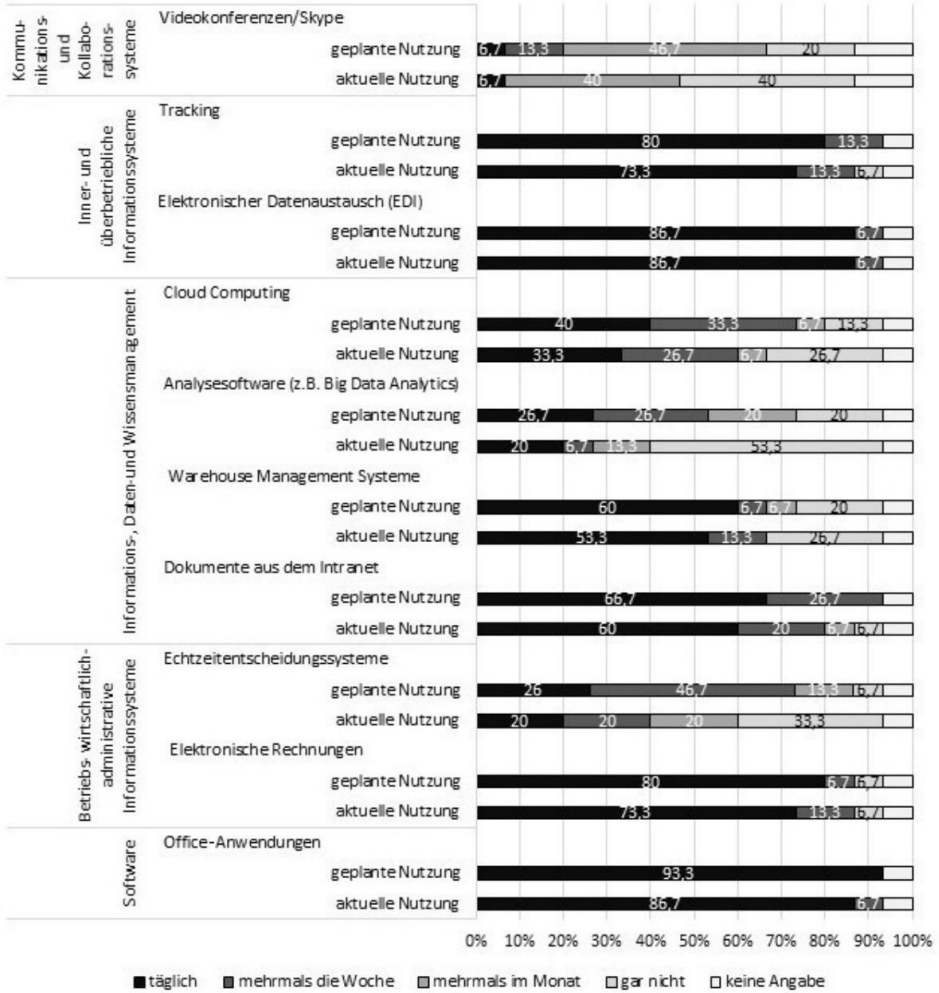 Kommu-
nikations-
und
Kollabo-
rations-
systeme
Videokonferenzen/Skype
geplante Nutzung 6,7 13,3 46,7 20
aktuelle Nutzung 6,7 40 40
Inner- und
überbetriebliche
Informationssysteme
Tracking
geplante Nutzung 80 13,3
aktuelle Nutzung 73,3 13,3 6,7
Elektronischer Datenaustausch (EDI)
geplante Nutzung 86,7 6,7
aktuelle Nutzung 86,7 6,7
Informations-, Daten-und Wissensmanagement
Cloud Computing
geplante Nutzung 40 33,3 6,7 13,3
aktuelle Nutzung 33,3 26,7 6,7 26,7
Analysesoftware (z.B. Big Data Analytics)
geplante Nutzung 26,7 26,7 20 20
aktuelle Nutzung 20 6,7 13,3 53,3
Warehouse Management Systeme
geplante Nutzung 60 6,7 6,7 20
aktuelle Nutzung 53,3 13,3 26,7
Dokumente aus dem Intranet
geplante Nutzung 66,7 26,7
aktuelle Nutzung 60 20 6,7 6,7
Betriebs- wirtschaftlich-
administrative
Informationssysteme
Echtzeitentscheidungssysteme
geplante Nutzung 26 46,7 13,3 6,7
aktuelle Nutzung 20 20 20 33,3
Elektronische Rechnungen
geplante Nutzung 80 6,7 6,7
aktuelle Nutzung 73,3 13,3 6,7
Software
Office-Anwendungen
geplante Nutzung 93,3
aktuelle Nutzung 86,7 6,7
0% 10% 20% 30% 40% 50% 60% 70% 80% 90% 100%
täglich mehrmals die Woche mehrmals im Monat gar nicht keine Angabe